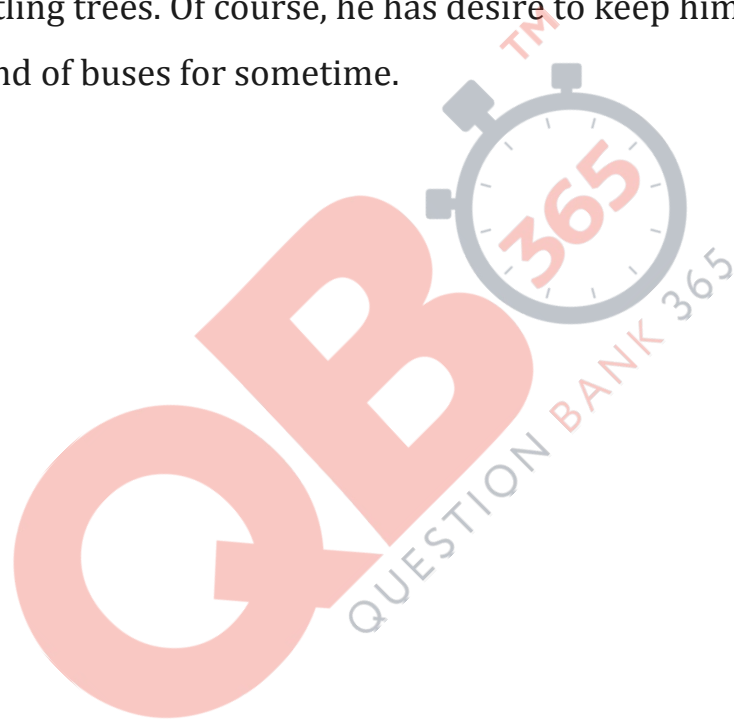 tling trees. Of course, he has desire to keep him
nd of buses for sometime.
TM
365
QB
QUESTION BANK 365